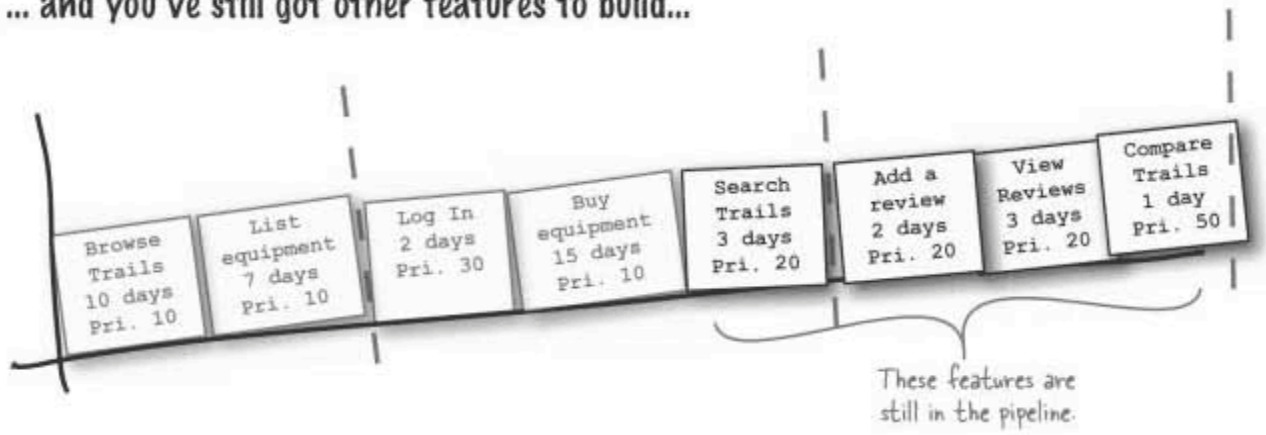 ... and you've still got other features to build...
Browse
Trails
10 days
Pri. 10
List
equipment
7 days
Pri. 10
Log In
2 days
Pri. 30
Buy
equipment
15 days
Pri. 10
Search
Trails
3 days
Pri. 20
Add a
review
2 days
Pri. 20
View
Reviews
3 days
Pri. 20
Compare
Trails
1 day
Pri. 50
These features are
still in the pipeline.